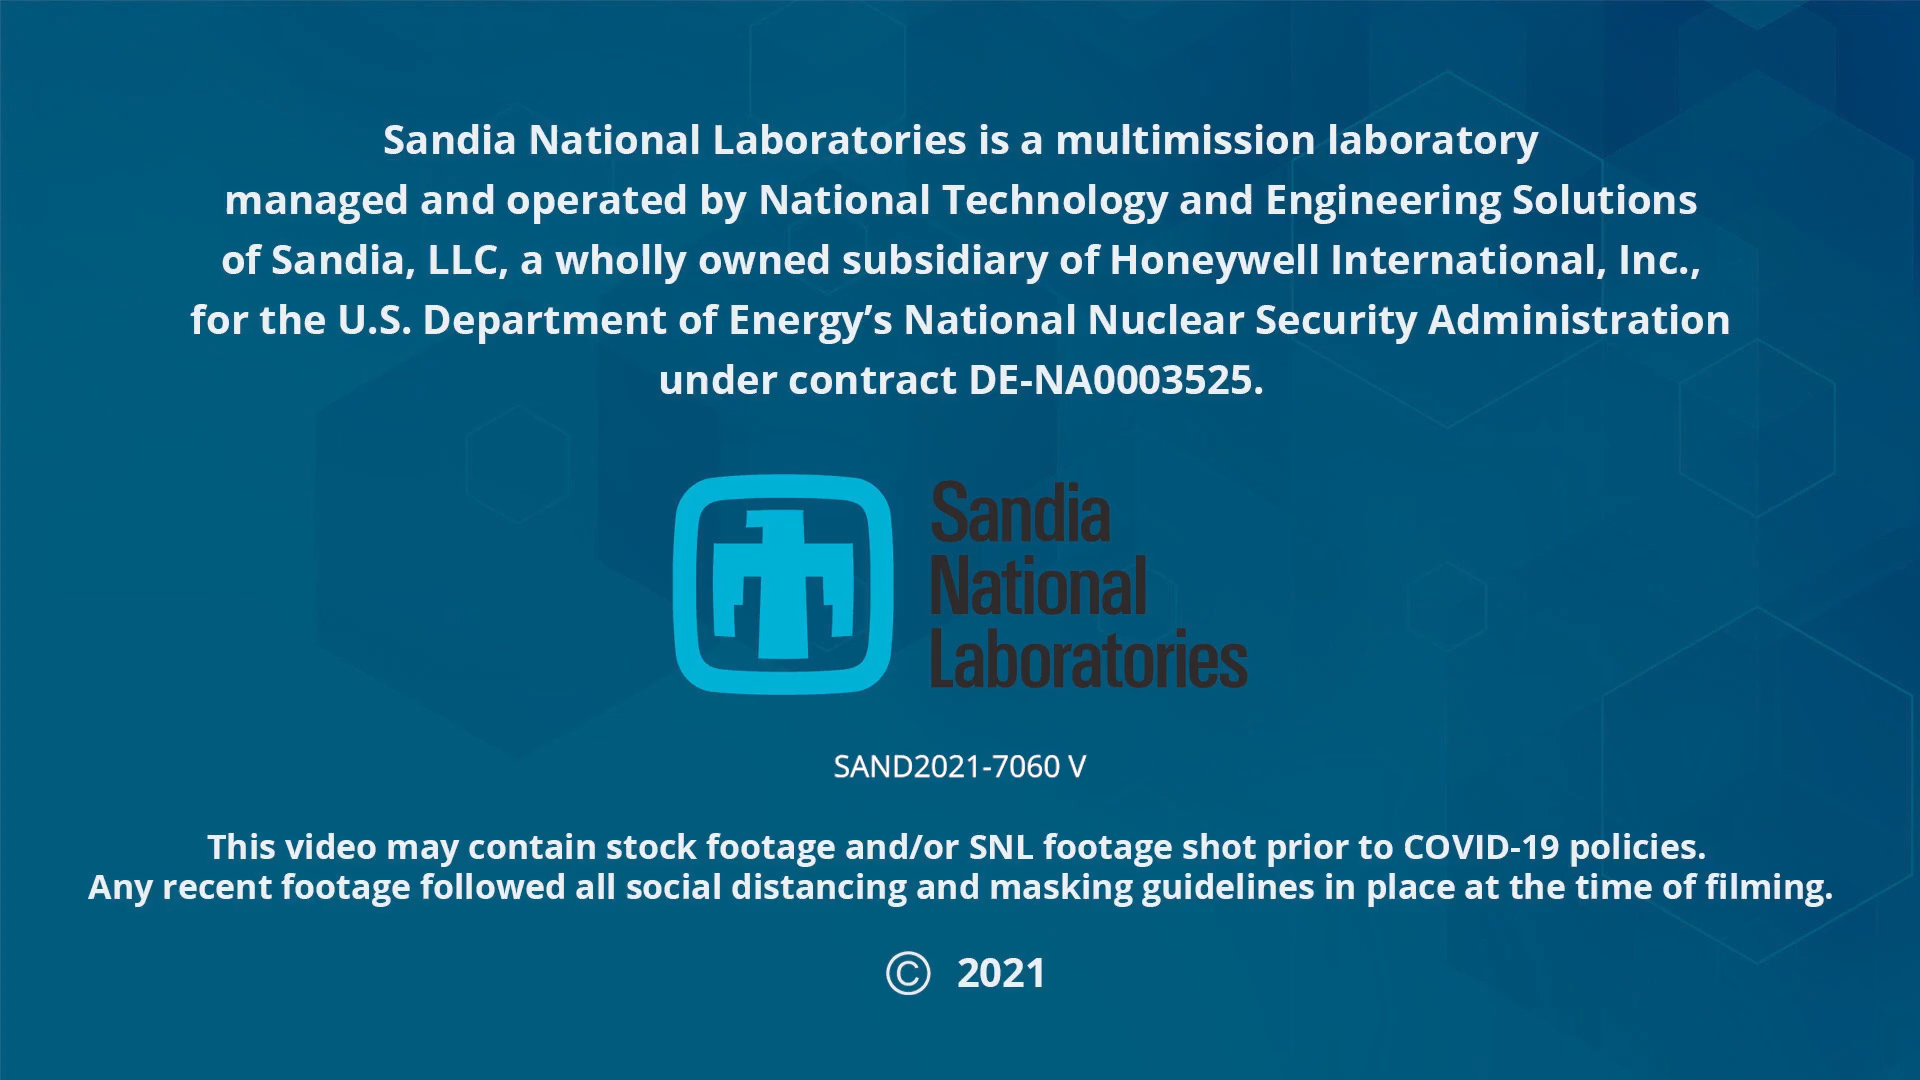 Sandia National Laboratories is a multimission laboratory
managed and operated by National Technology and Engineering Solutions
of Sandia, LLC, a wholly owned subsidiary of Honeywell International, Inc.,
for the U.S. Department of Energy’s National Nuclear Security Administration
under contract DE-NA0003525.
Sandia
National
Laboratories
SAND2021-7060 V
This video may contain stock footage and/or SNL footage shot prior to COVID-19 policies.
Any recent footage followed all social distancing and masking guidelines in place at the time of filming.
© 2021